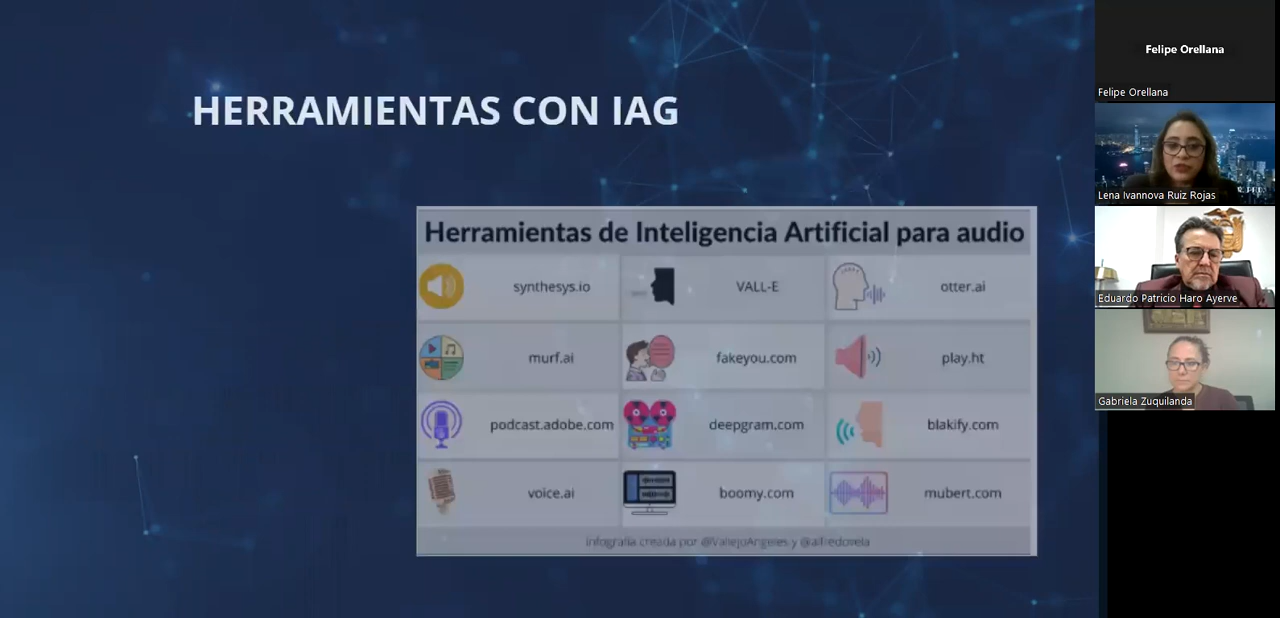 HERRAMIENTAS CON IAG
Herramientas de Inteligencia Artificial para audio
synthesys.io
VALL-E
otter.ai
murf.ai
fakeyou.com
play.ht
podcast.adobe.com
deepgram.com
blakify.com
voice.ai
boomy.com
mubert.com
Infografía creada por @VallejoAngeles y @alfredovela
Felipe Orellana
Felipe Orellana
Lena Ivannova Ruiz Rojas
Eduardo Patricio Haro Ayerve
Gabriela Zuquilanda